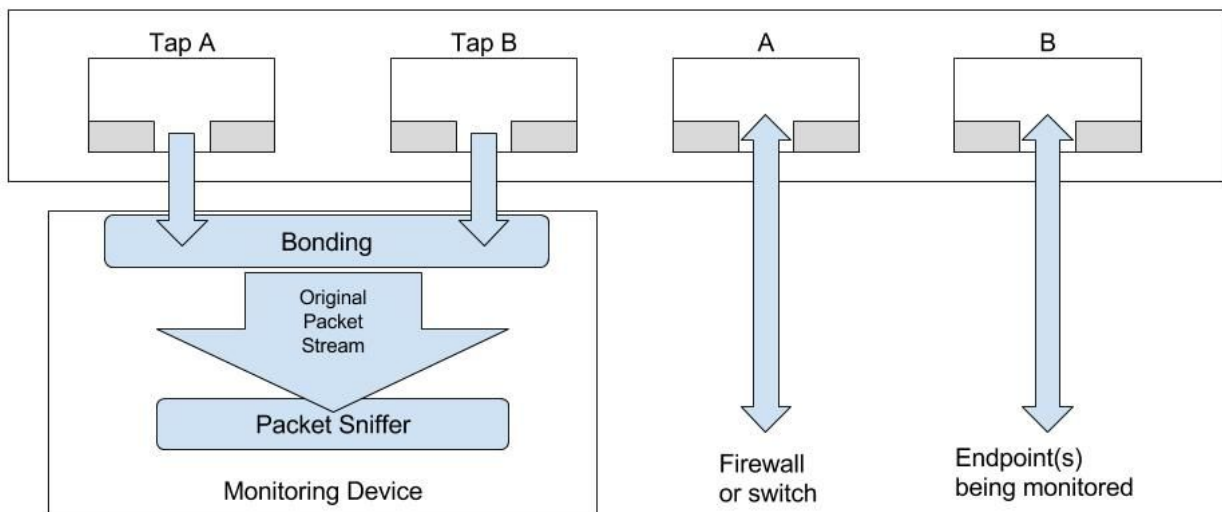 Tap A
Tap B
A
B
Bonding
Original
Packet
Stream
Packet Sniffer
Monitoring Device
Firewall
or switch
Endpoint(s)
being monitored